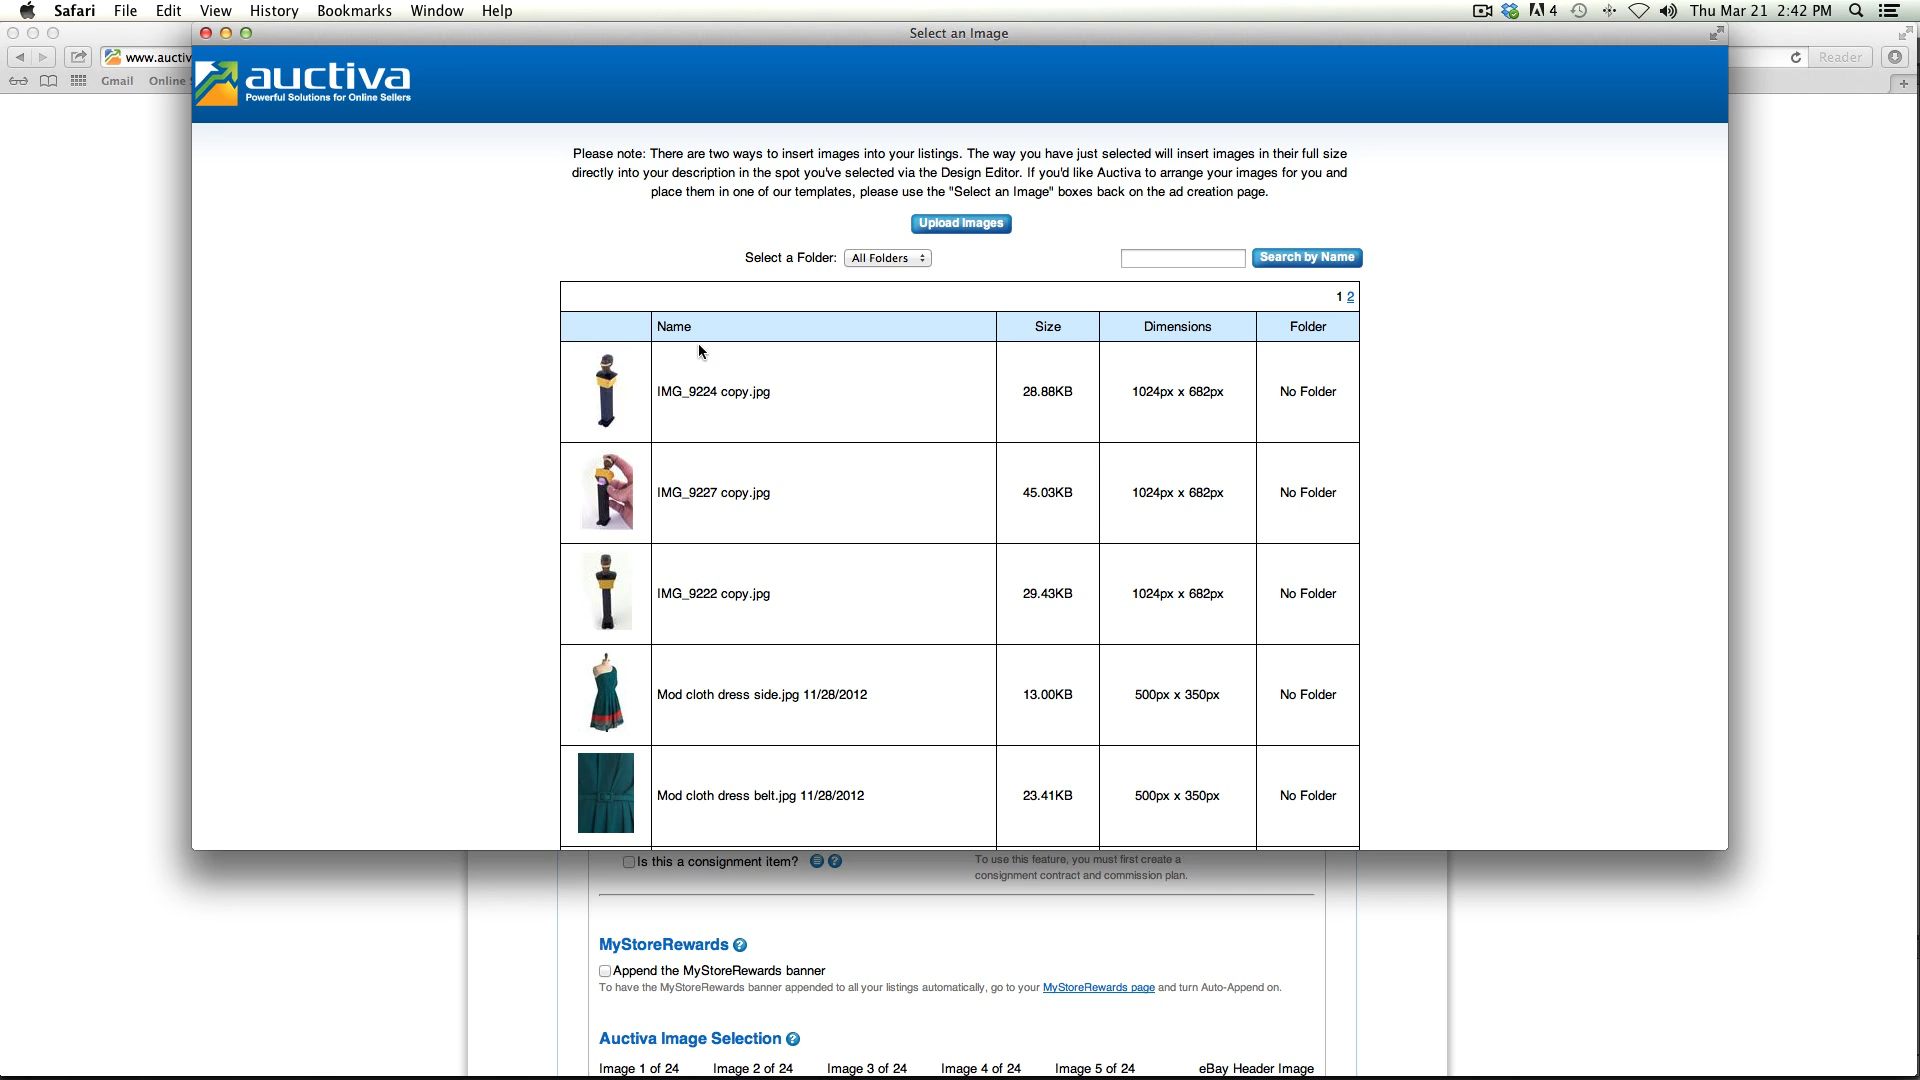 Safari File Edit View History Bookmarks Window Help
4 Thu Mar 21 2:42 PM
Select an Image
www.auctiv
Reader
Gmail Online
auctiva
Powerful Solutions for Online Sellers
Please note: There are two ways to insert images into your listings. The way you have just selected will insert images in their full size
directly into your description in the spot you've selected via the Design Editor. If you'd like Auctiva to arrange your images for you and
place them in one of our templates, please use the "Select an Image" boxes back on the ad creation page.
Upload Images
Select a Folder: All Folders Search by Name
1 2
Name Size Dimensions Folder
IMG_9224 copy.jpg 28.88KB 1024px x 682px No Folder
IMG_9227 copy.jpg 45.03KB 1024px x 682px No Folder
IMG_9222 copy.jpg 29.43KB 1024px x 682px No Folder
Mod cloth dress side.jpg 11/28/2012 13.00KB 500px x 350px No Folder
Mod cloth dress belt.jpg 11/28/2012 23.41KB 500px x 350px No Folder
Is this a consignment item? ? To use this feature, you must first create a
consignment contract and commission plan.
MyStoreRewards ?
Append the MyStoreRewards banner
To have the MyStoreRewards banner appended to all your listings automatically, go to your MyStoreRewards page and turn Auto-Append on.
Auctiva Image Selection ?
Image 1 of 24 Image 2 of 24 Image 3 of 24 Image 4 of 24 Image 5 of 24 eBay Header Image